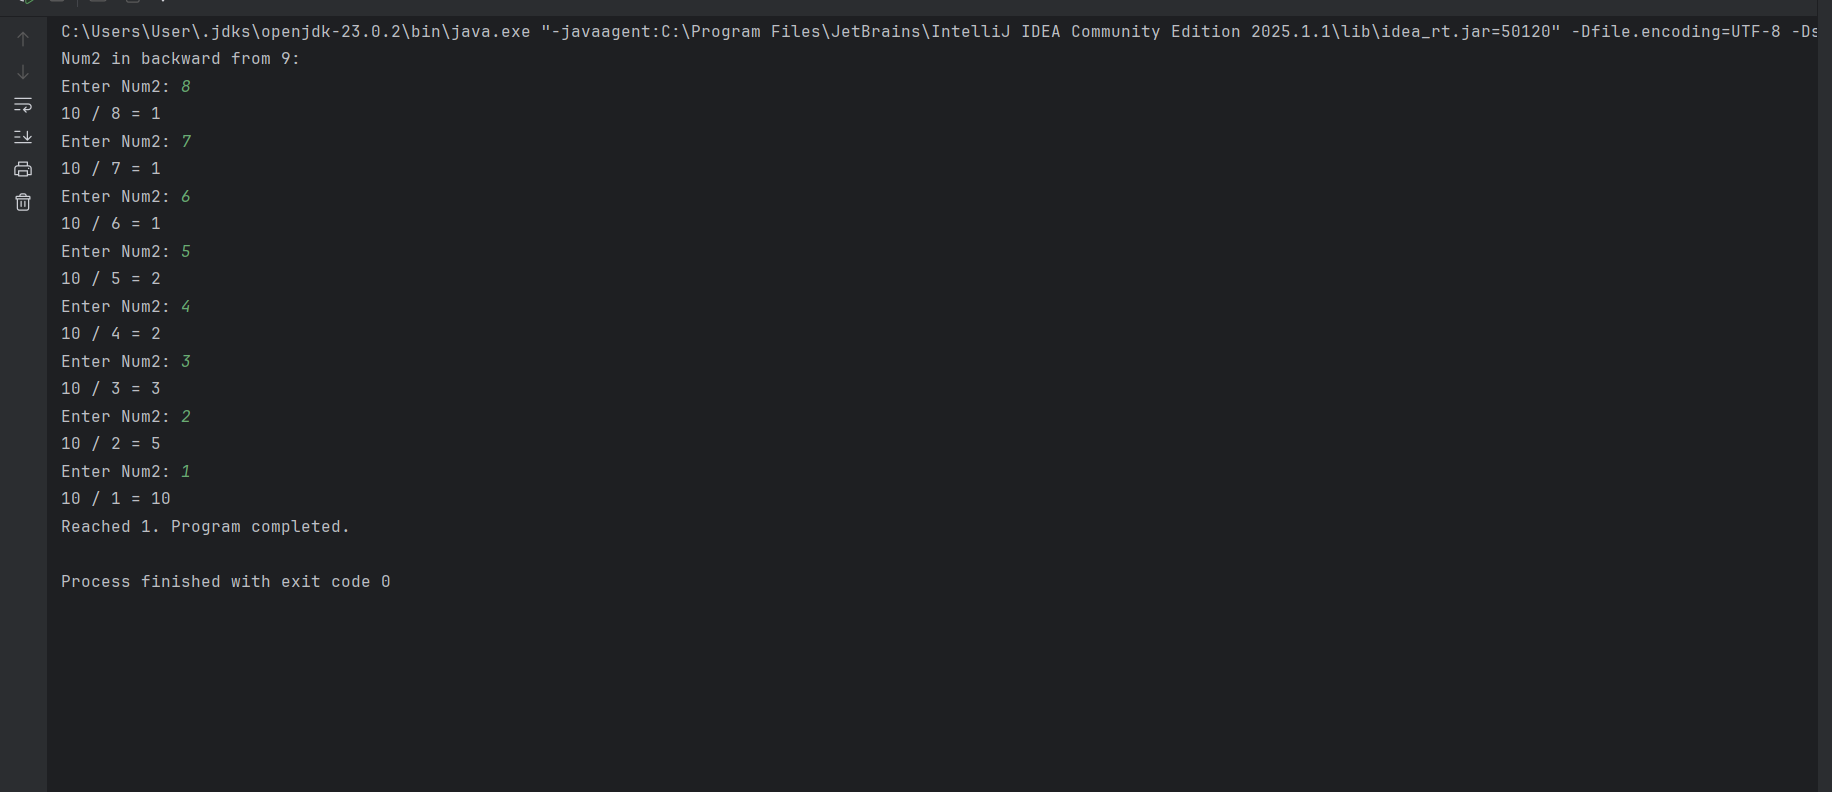 C:\Users\User\.jdks\openjdk-23.0.2\bin\java.exe "-javaagent:C:\Program Files\JetBrains\IntelliJ IDEA Community Edition 2025.1.1\lib\idea_rt.jar=50120" -Dfile.encoding=UTF-8 -Ds
Num2 in backward from 9:
Enter Num2: 8
10 / 8 = 1
Enter Num2: 7
10 / 7 = 1
Enter Num2: 6
10 / 6 = 1
Enter Num2: 5
10 / 5 = 2
Enter Num2: 4
10 / 4 = 2
Enter Num2: 3
10 / 3 = 3
Enter Num2: 2
10 / 2 = 5
Enter Num2: 1
10 / 1 = 10
Reached 1. Program completed.
Process finished with exit code 0